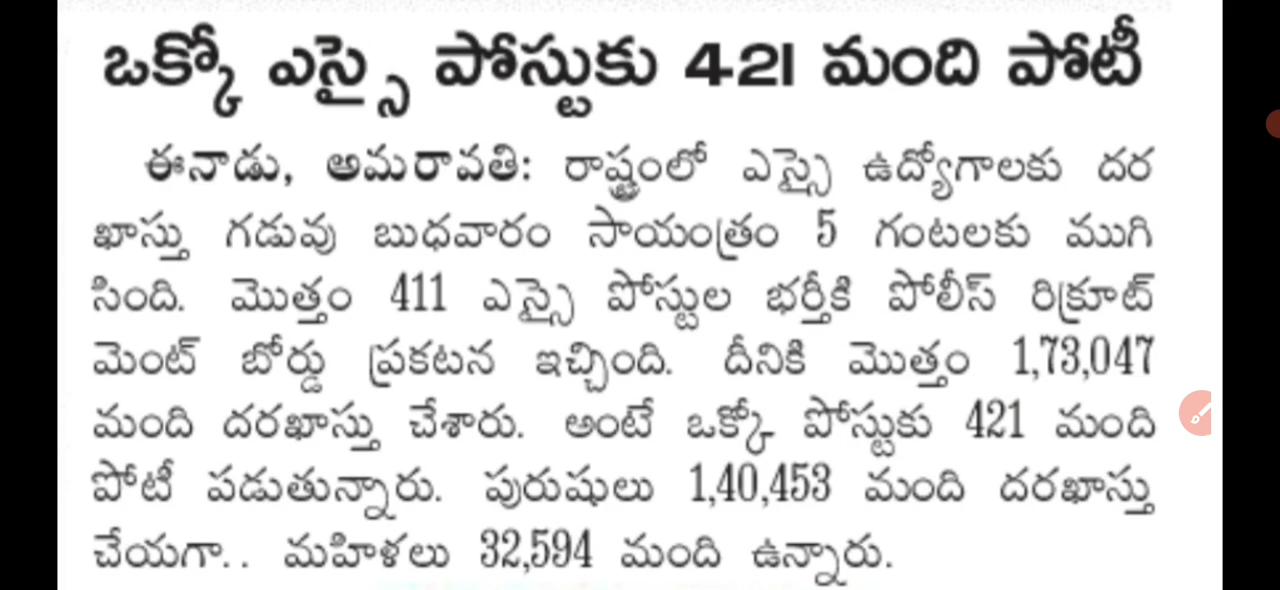 ఒక్కో ఎస్సై పోస్టుకు 421 మంది పోటీ
ఈనాడు, అమరావతి: రాష్ట్రంలో ఎస్సై ఉద్యోగాలకు దర
ఖాస్తు గడువు బుధవారం సాయంత్రం 5 గంటలకు ముగి
సింది. మొత్తం 411 ఎస్సై పోస్టుల భర్తీకి పోలీస్ రిక్రూట్
మెంట్ బోర్డు ప్రకటన ఇచ్చింది. దీనికి మొత్తం 1,73,047
మంది దరఖాస్తు చేశారు. అంటే ఒక్కో పోస్టుకు 421 మంది
పోటీ పడుతున్నారు. పురుషులు 1,40,453 మంది దరఖాస్తు
చేయగా.. మహిళలు 32,594 మంది ఉన్నారు.